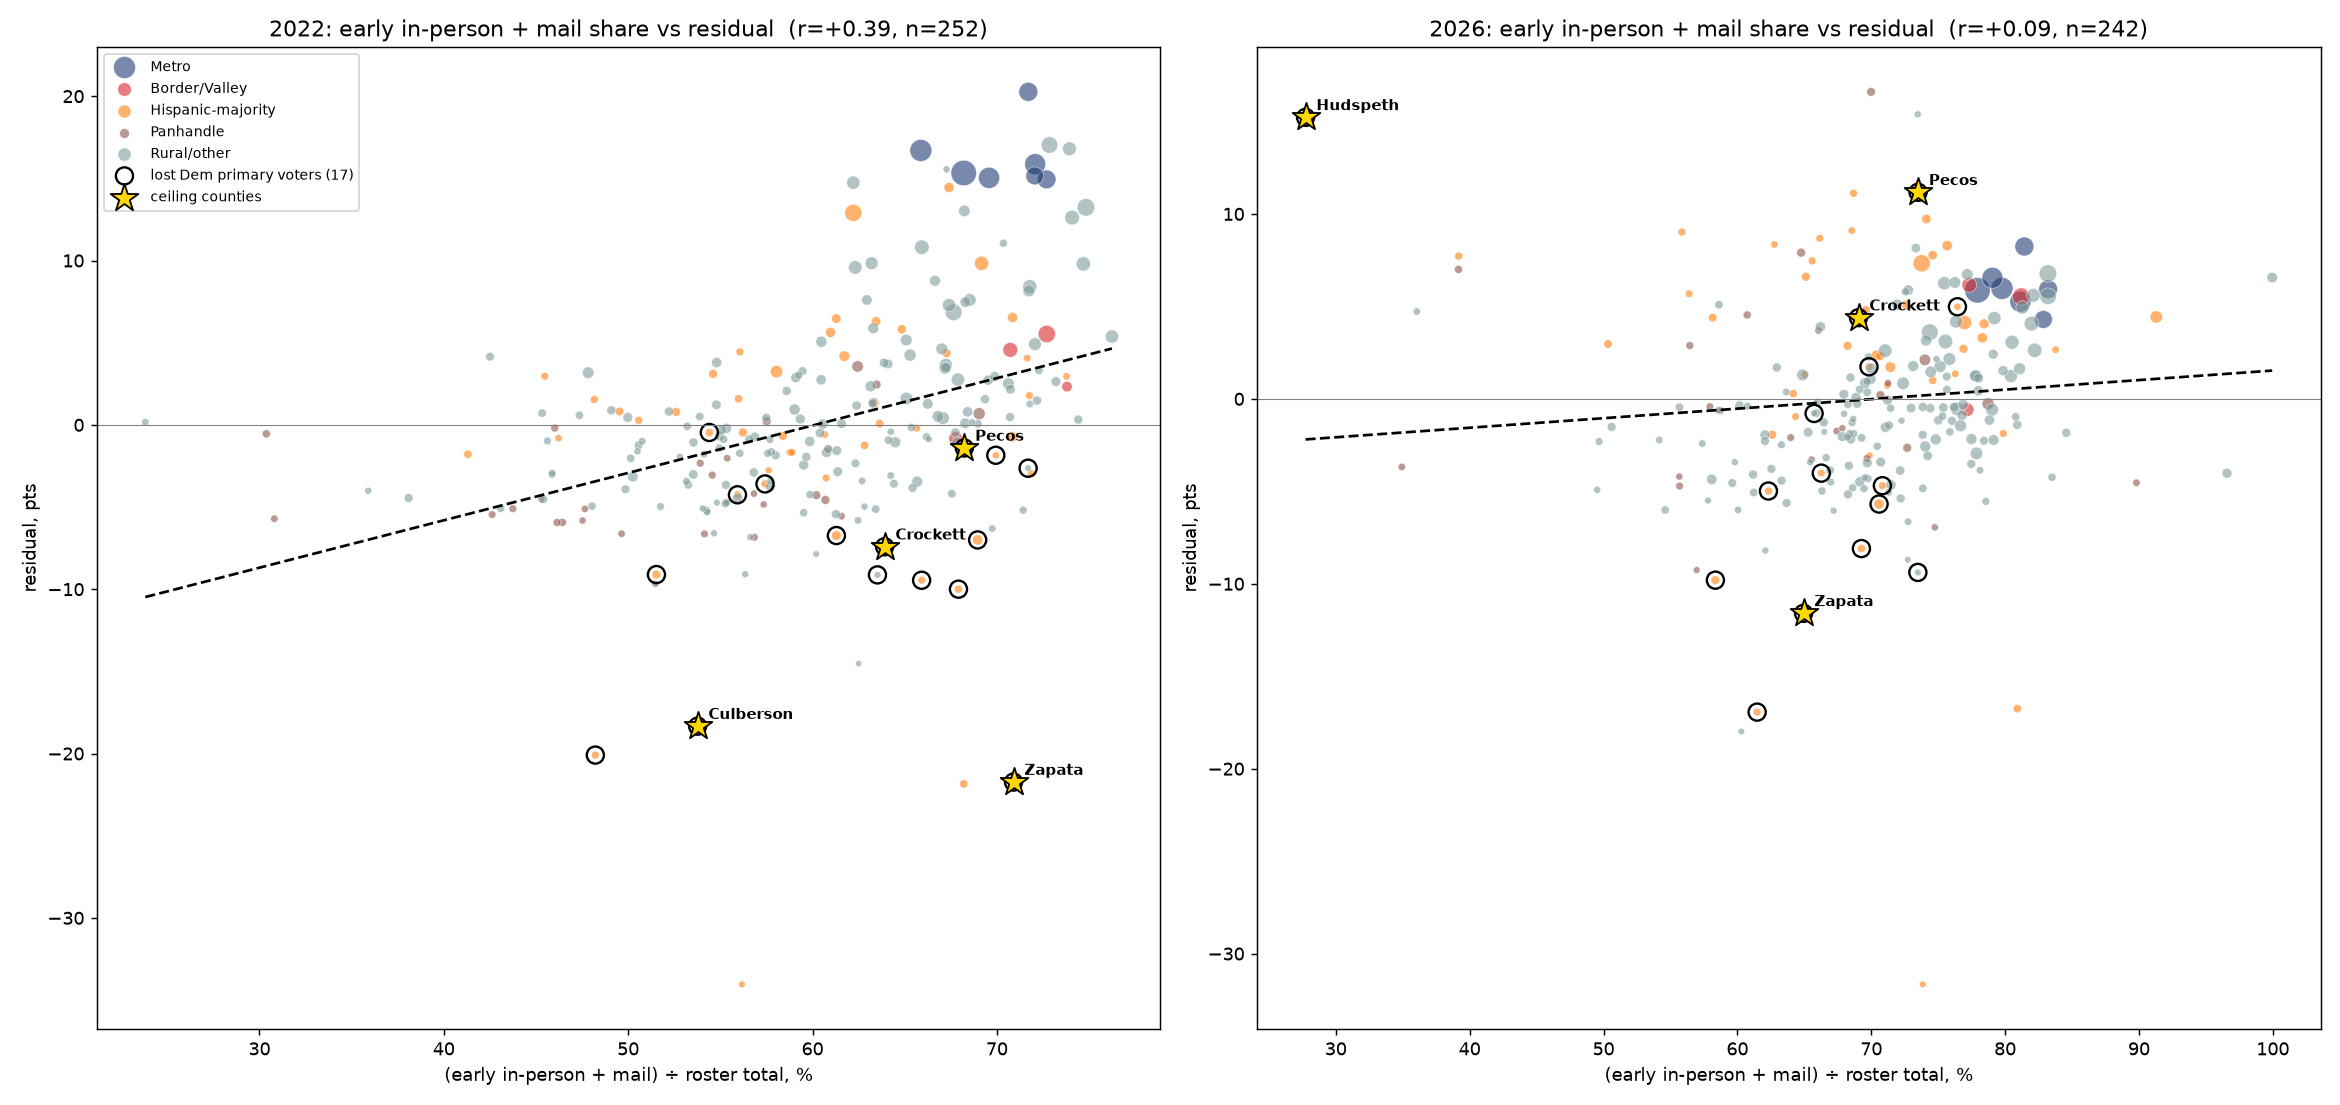 2022: early in-person + mail share vs residual  (r=+0.39, n=252)
Metro
Border/Valley
Hispanic-majority
Panhandle
Rural/other
lost Dem primary voters (17)
ceiling counties
Pecos
Crockett
Culberson
Zapata
20
10
0
−10
−20
−30
residual, pts
30 40 50 60 70
(early in-person + mail) ÷ roster total, %
2026: early in-person + mail share vs residual  (r=+0.09, n=242)
Hudspeth
Pecos
Crockett
Zapata
10
0
−10
−20
−30
residual, pts
30 40 50 60 70 80 90 100
(early in-person + mail) ÷ roster total, %